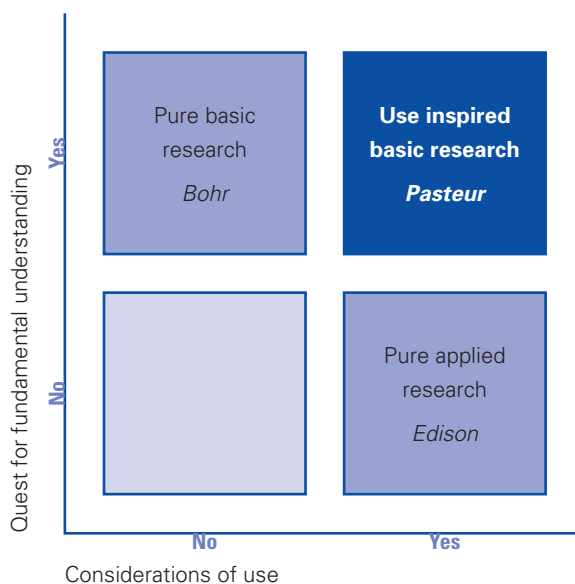 Quest for fundamental understanding
Yes
Pure basic
research
Bohr
Use inspired
basic research
Pasteur
No
Pure applied
research
Edison
No
Yes
Considerations of use